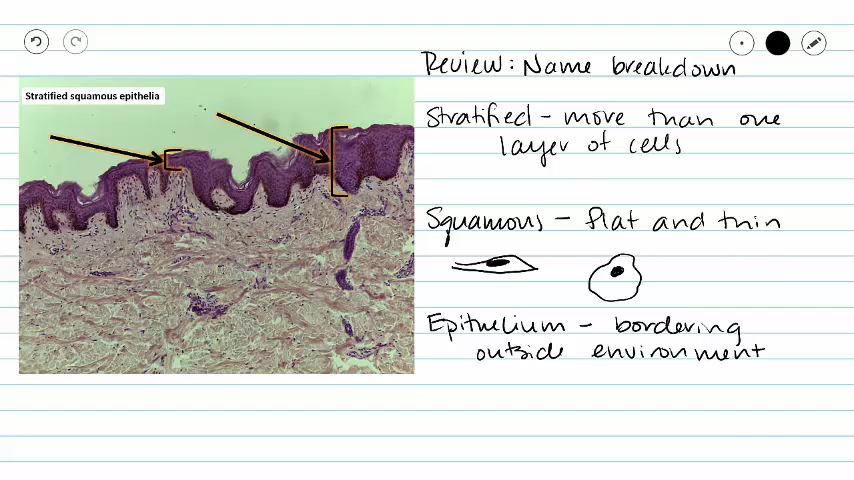 Stratified squamous epithelia
Review: Name breakdown
Stratified - more than one
layer of cells
Squamous - flat and thin
Epithelium - bordering
outside environment